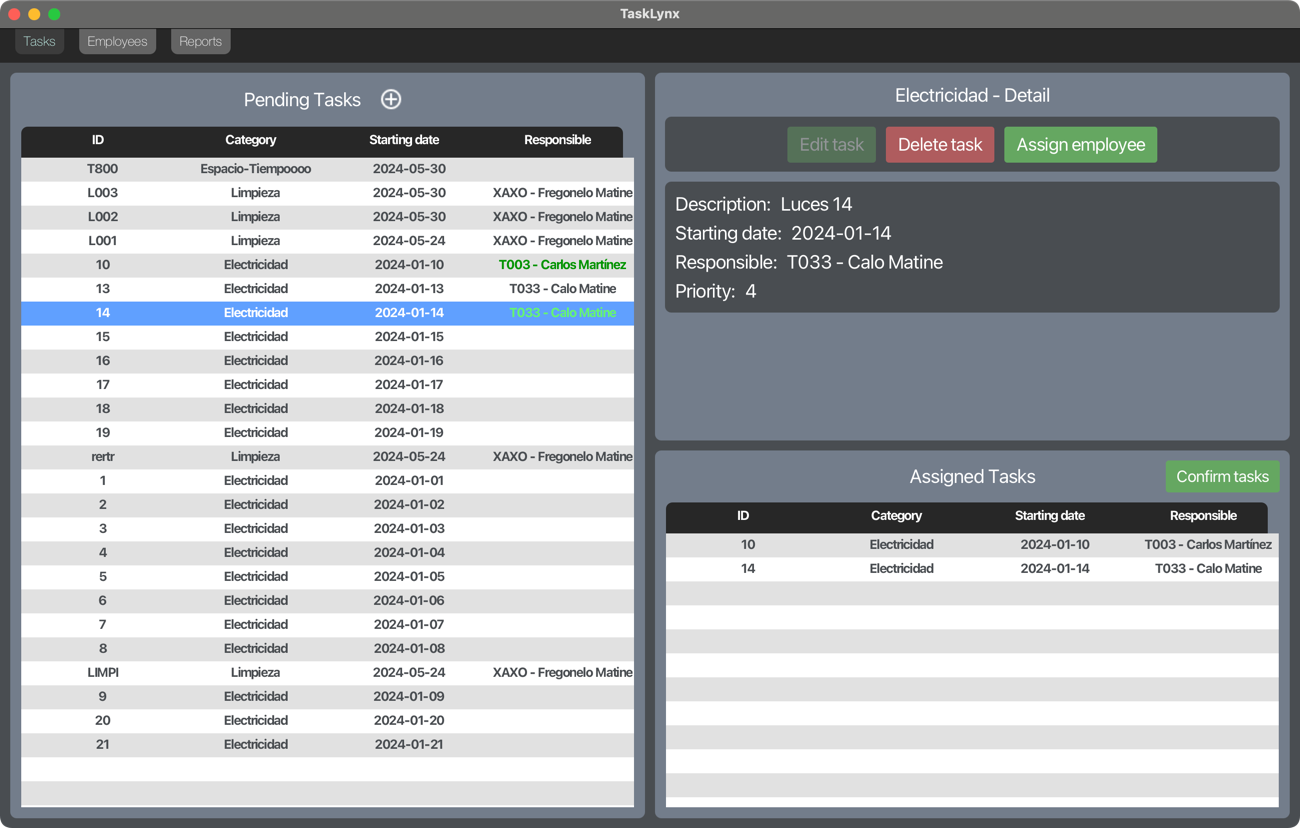 TaskLynx
Tasks Employees Reports
Pending Tasks
ID Category Starting date Responsible
T800 Espacio-Tiempoooo 2024-05-30
L003 Limpieza 2024-05-30 XAXO - Fregonelo Matine
L002 Limpieza 2024-05-30 XAXO - Fregonelo Matine
L001 Limpieza 2024-05-24 XAXO - Fregonelo Matine
10 Electricidad 2024-01-10 T003 - Carlos Martínez
13 Electricidad 2024-01-13 T033 - Calo Matine
14 Electricidad 2024-01-14 T033 - Calo Matine
15 Electricidad 2024-01-15
16 Electricidad 2024-01-16
17 Electricidad 2024-01-17
18 Electricidad 2024-01-18
19 Electricidad 2024-01-19
rertr Limpieza 2024-05-24 XAXO - Fregonelo Matine
1 Electricidad 2024-01-01
2 Electricidad 2024-01-02
3 Electricidad 2024-01-03
4 Electricidad 2024-01-04
5 Electricidad 2024-01-05
6 Electricidad 2024-01-06
7 Electricidad 2024-01-07
8 Electricidad 2024-01-08
LIMPI Limpieza 2024-05-24 XAXO - Fregonelo Matine
9 Electricidad 2024-01-09
20 Electricidad 2024-01-20
21 Electricidad 2024-01-21
Electricidad - Detail
Edit task Delete task Assign employee
Description: Luces 14
Starting date: 2024-01-14
Responsible: T033 - Calo Matine
Priority: 4
Assigned Tasks Confirm tasks
ID Category Starting date Responsible
10 Electricidad 2024-01-10 T003 - Carlos Martínez
14 Electricidad 2024-01-14 T033 - Calo Matine